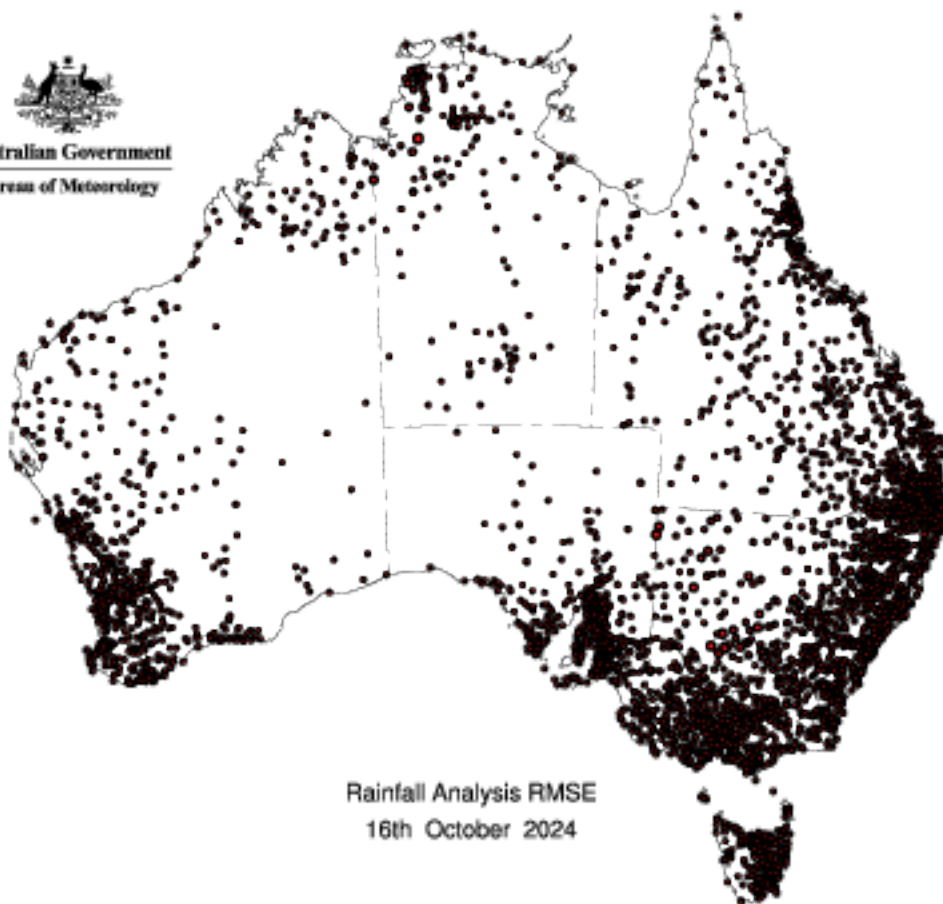 tralian Government
reau of Meteorology
Rainfall Analysis RMSE
16th October 2024